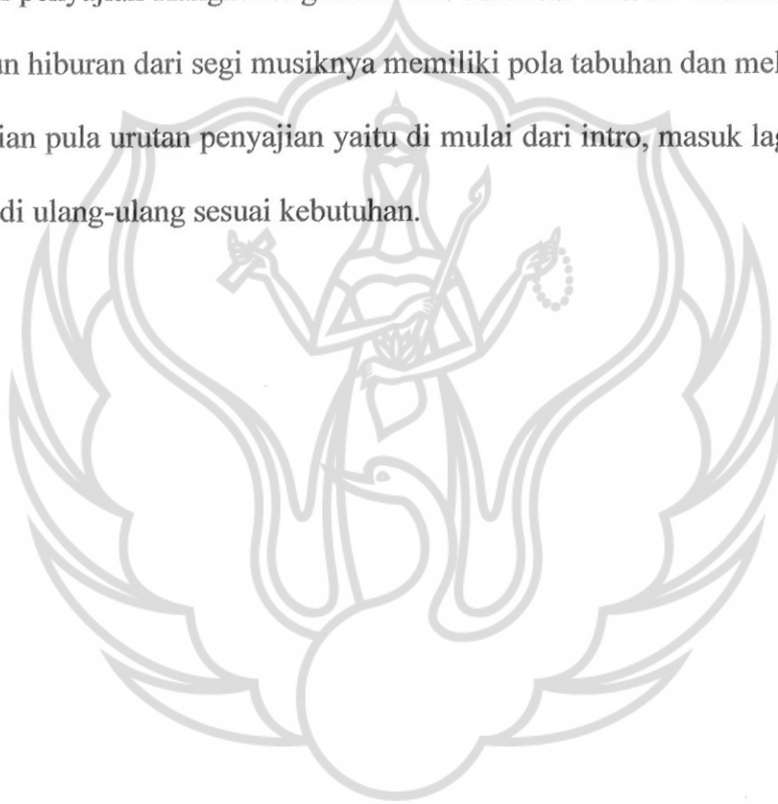 un hiburan dari segi musiknya memiliki pola tabuhan dan mel
ian pula urutan penyajian yaitu di mulai dari intro, masuk lag
di ulang-ulang sesuai kebutuhan.